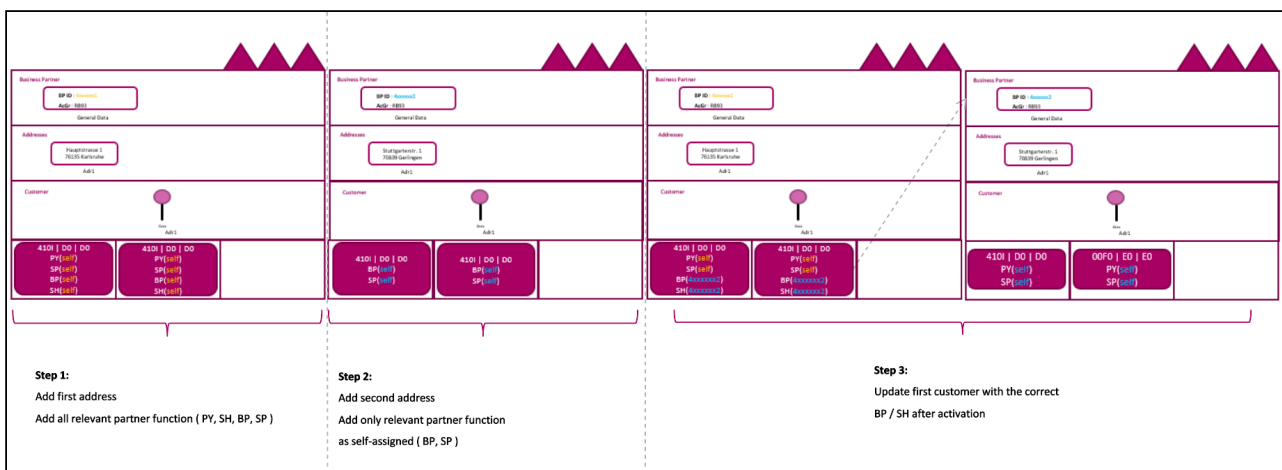 Business Partner
BP ID : 4xxxxxx1
AcGr : RB93
General Data
Addresses
Hauptstrasse 1
76135 Karlsruhe
Adr1
Customer
Adr1
410I | D0 | D0
PY(self)
SP(self)
BP(self)
SH(self)
410I | D0 | D0
PY(self)
SP(self)
BP(self)
SH(self)
Step 1:
Add first address
Add all relevant partner function ( PY, SH, BP, SP )
Business Partner
BP ID : 4xxxxxx2
AcGr : RB93
General Data
Addresses
Stuttgarterstr. 1
70839 Gerlingen
Adr1
Customer
Adr1
410I | D0 | D0
BP(self)
SP(self)
410I | D0 | D0
BP(self)
SP(self)
Step 2:
Add second address
Add only relevant partner function
as self-assigned ( BP, SP )
Business Partner
BP ID : 4xxxxxx1
AcGr : RB93
General Data
Addresses
Hauptstrasse 1
76135 Karlsruhe
Adr1
Customer
Adr1
410I | D0 | D0
PY(self)
SP(self)
BP(4xxxxxx2)
SH(4xxxxxx2)
410I | D0 | D0
PY(self)
SP(self)
BP(4xxxxxx2)
SH(4xxxxxx2)
Business Partner
BP ID : 4xxxxxx2
AcGr : RB93
General Data
Addresses
Stuttgarterstr. 1
70839 Gerlingen
Adr1
Customer
Adr1
410I | D0 | D0
PY(self)
SP(self)
00F0 | E0 | E0
PY(self)
SP(self)
Step 3:
Update first customer with the correct
BP / SH after activation